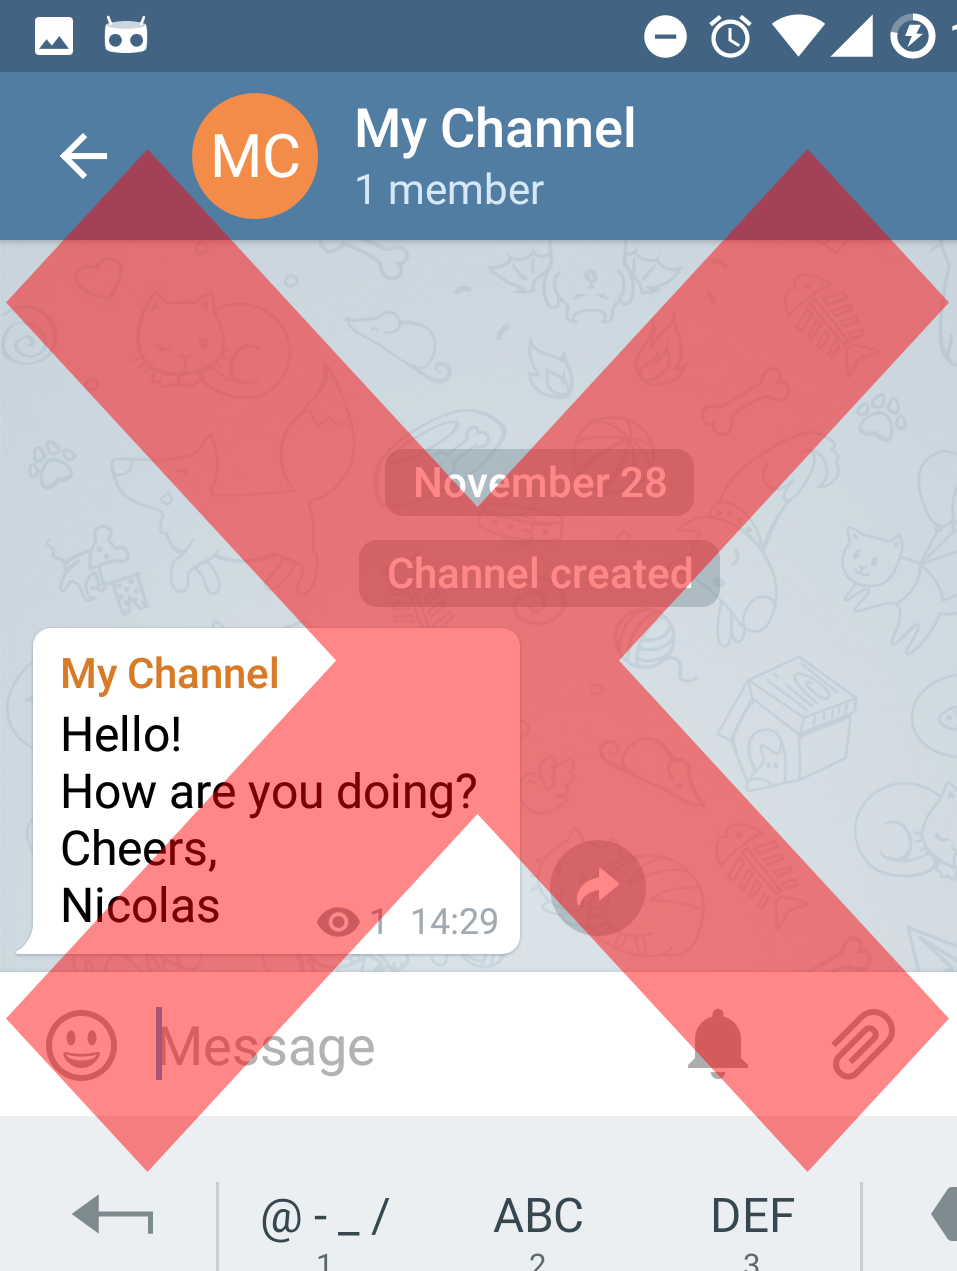 MC
My Channel
1 member
November 28
Channel created
My Channel
Hello!
How are you doing?
Cheers,
Nicolas
1 14:29
Message
@ - _ / ABC DEF
1 2 3